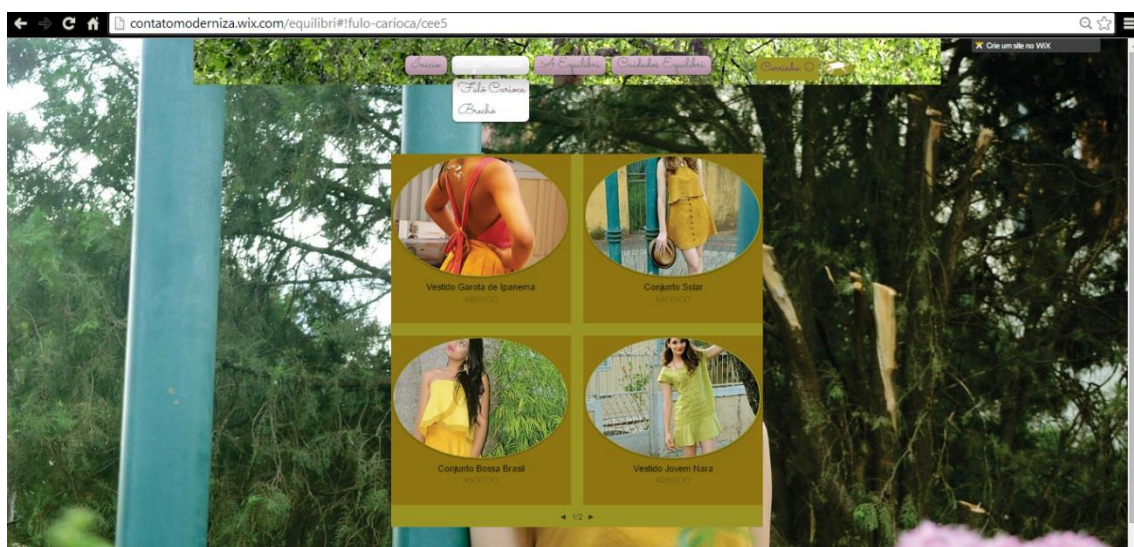 contatomoderniza.wix.com/equilibri#!fulo-carioca/cee5
Crie um site no WiX
Início
A Equilibri
Cuidados Equilibri
Carrinho: 0
Fulô Carioca
Brechó
Vestido Garota de Ipanema
Conjunto Solar
Conjunto Bossa Brasil
Vestido Jovem Nara
1/2